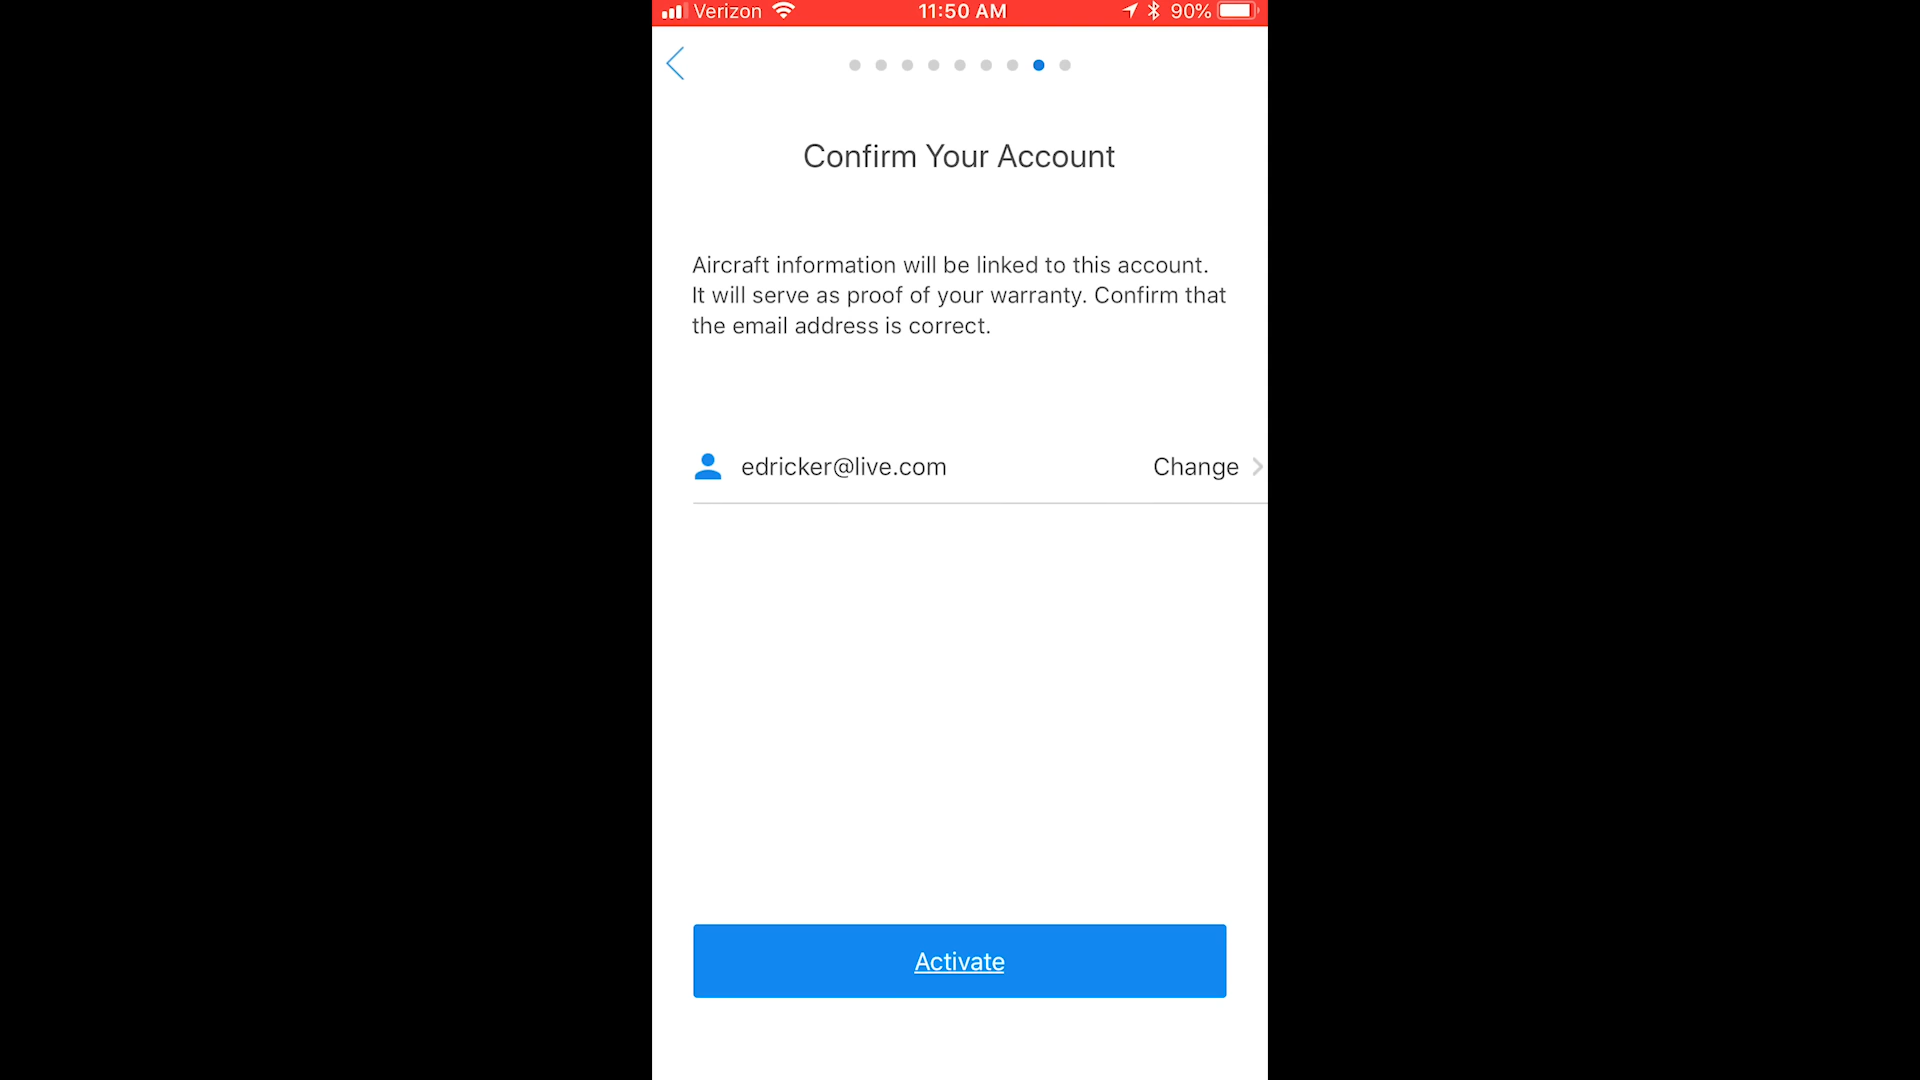 Verizon 11:50 AM 90%
Confirm Your Account
Aircraft information will be linked to this account.
It will serve as proof of your warranty. Confirm that
the email address is correct.
edricker@live.com Change
Activate